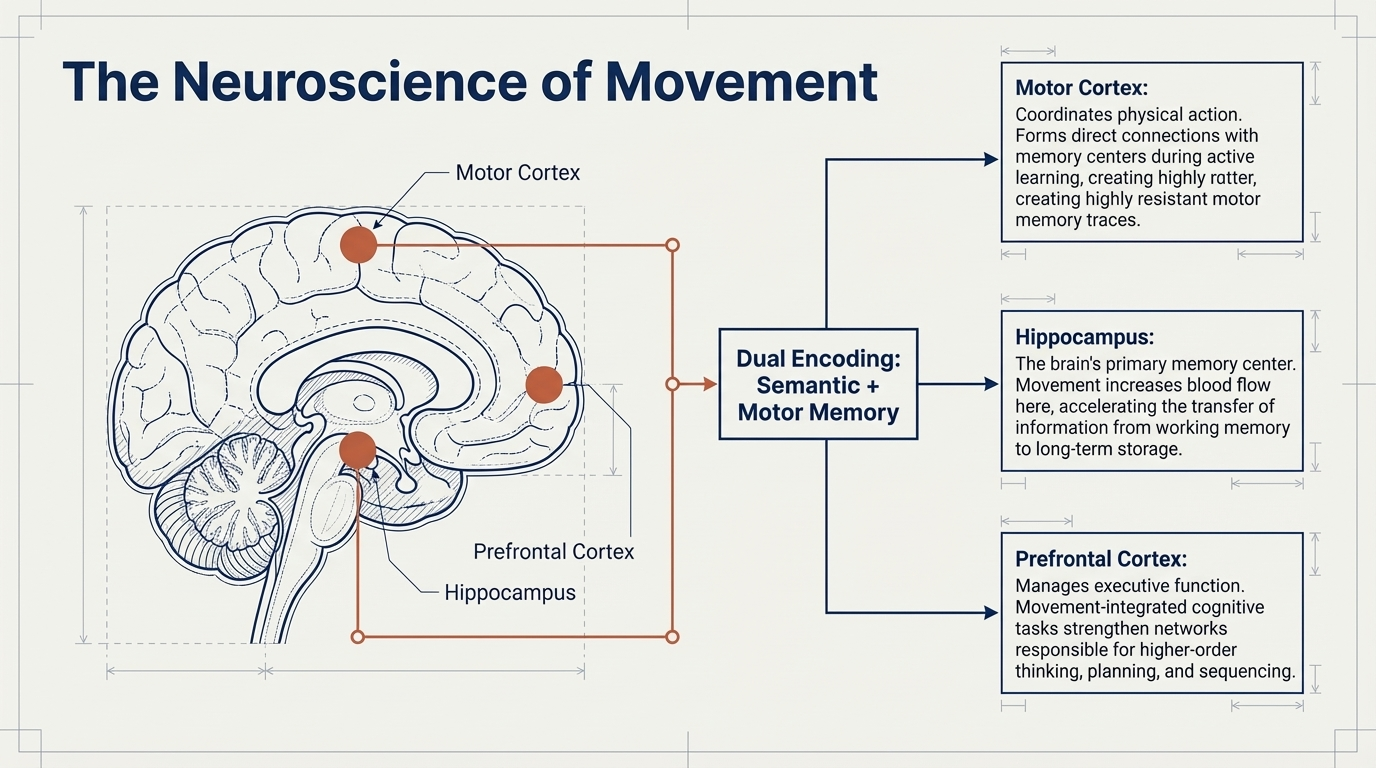 The Neuroscience of Movement
Motor Cortex
Prefrontal Cortex
Hippocampus
Dual Encoding:
Semantic +
Motor Memory
Motor Cortex:
Coordinates physical action.
Forms direct connections with
memory centers during active
learning, creating highly ratter,
creating highly resistant motor
memory traces.
Hippocampus:
The brain's primary memory center.
Movement increases blood flow
here, accelerating the transfer of
information from working memory
to long-term storage.
Prefrontal Cortex:
Manages executive function.
Movement-integrated cognitive
tasks strengthen networks
responsible for higher-order
thinking, planning, and sequencing.